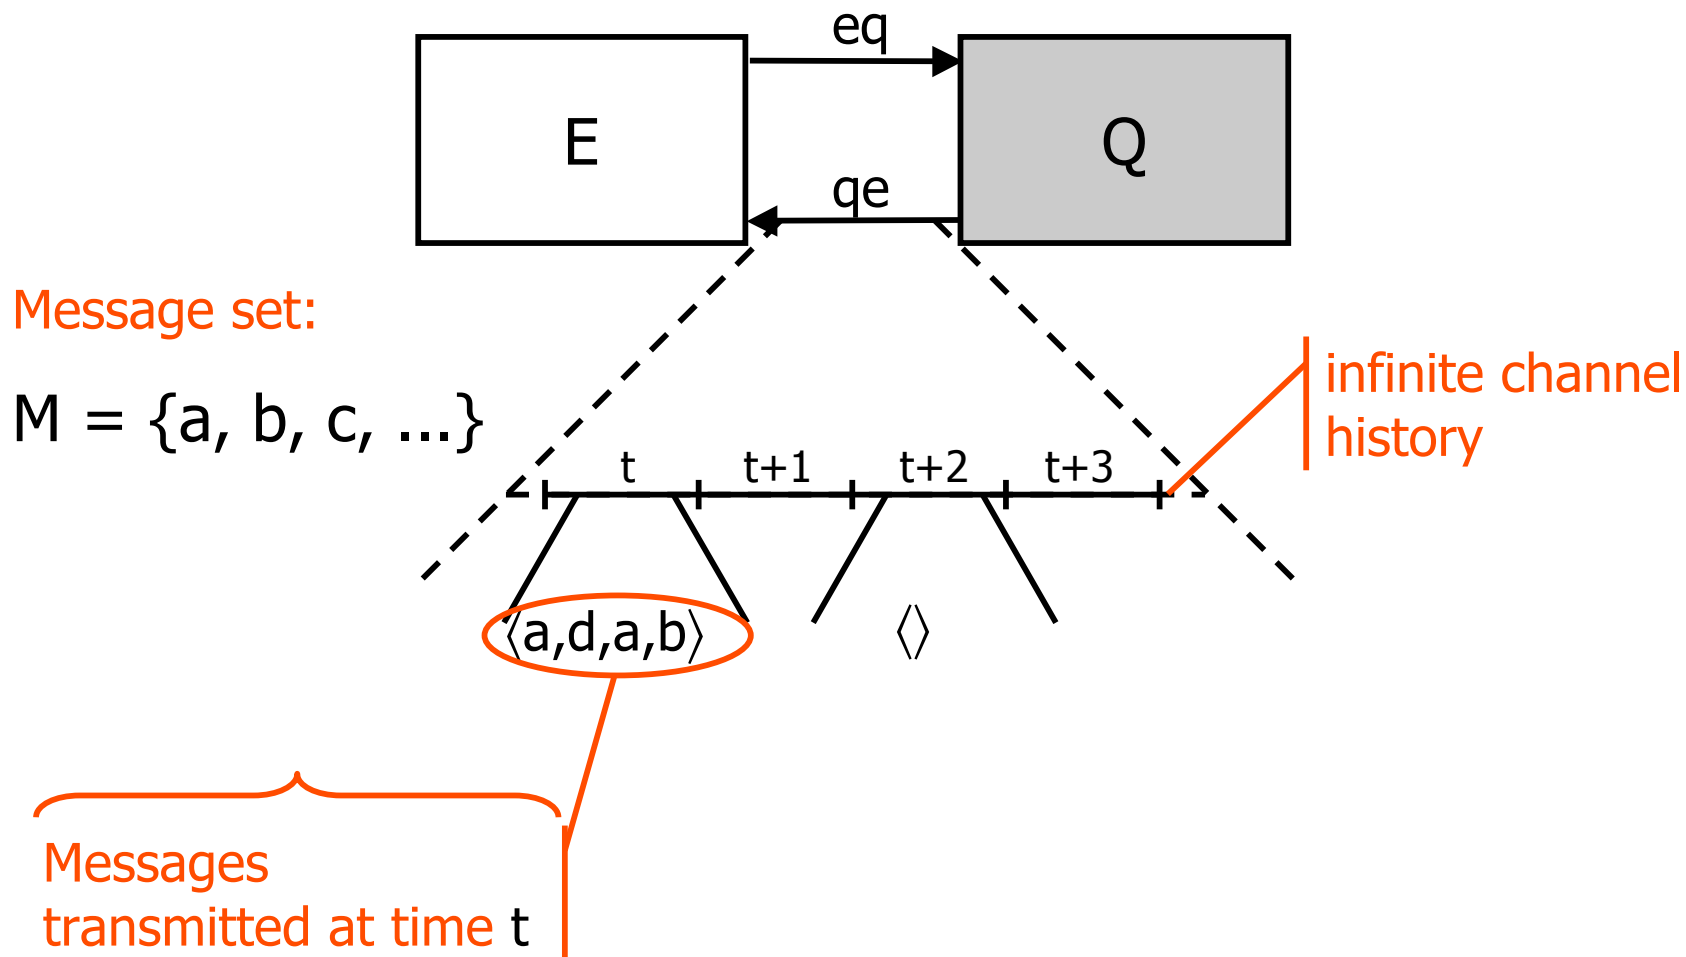 eq
E
Q
qe
Message set:
M = {a, b, c, ...}
infinite channel
history
t
t+1
t+2
t+3
⟨a,d,a,b⟩
⟨⟩
Messages
transmitted at time t